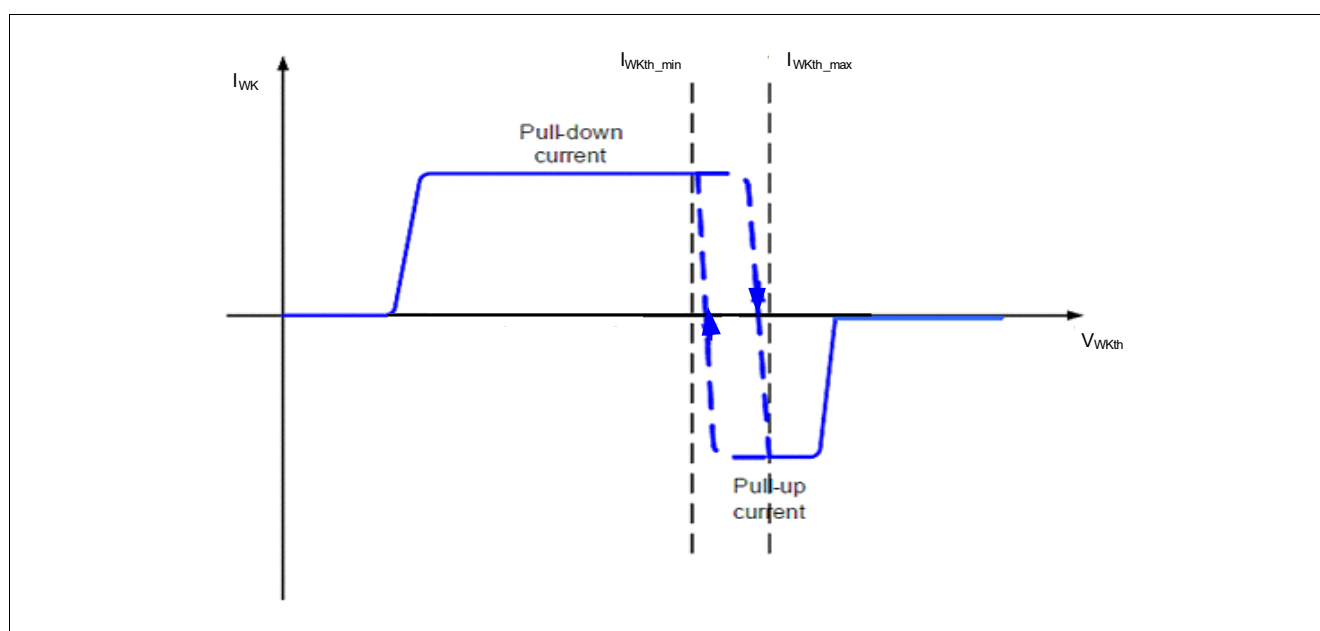 I_WKth_min
I_WKth_max
I_WK
Pull-down
current
V_WKth
Pull-up
current